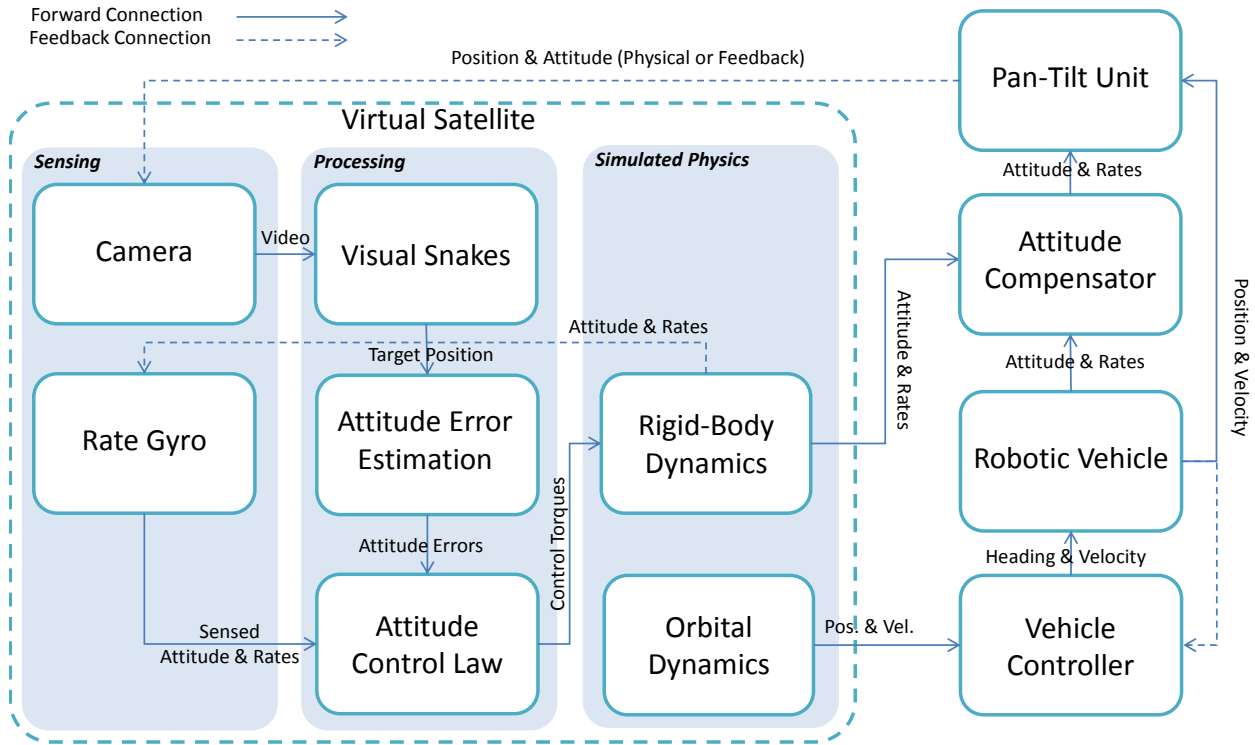 Forward Connection
Feedback Connection
Position & Attitude (Physical or Feedback)
Pan-Tilt Unit
Virtual Satellite
Sensing
Processing
Simulated Physics
Attitude & Rates
Camera
Video
Visual Snakes
Attitude
Compensator
Attitude & Rates
Target Position
Attitude & Rates
Attitude & Rates
Position & Velocity
Rate Gyro
Attitude Error
Estimation
Rigid-Body
Dynamics
Robotic Vehicle
Attitude Errors
Control Torques
Heading & Velocity
Sensed
Attitude & Rates
Attitude
Control Law
Orbital
Dynamics
Pos. & Vel.
Vehicle
Controller